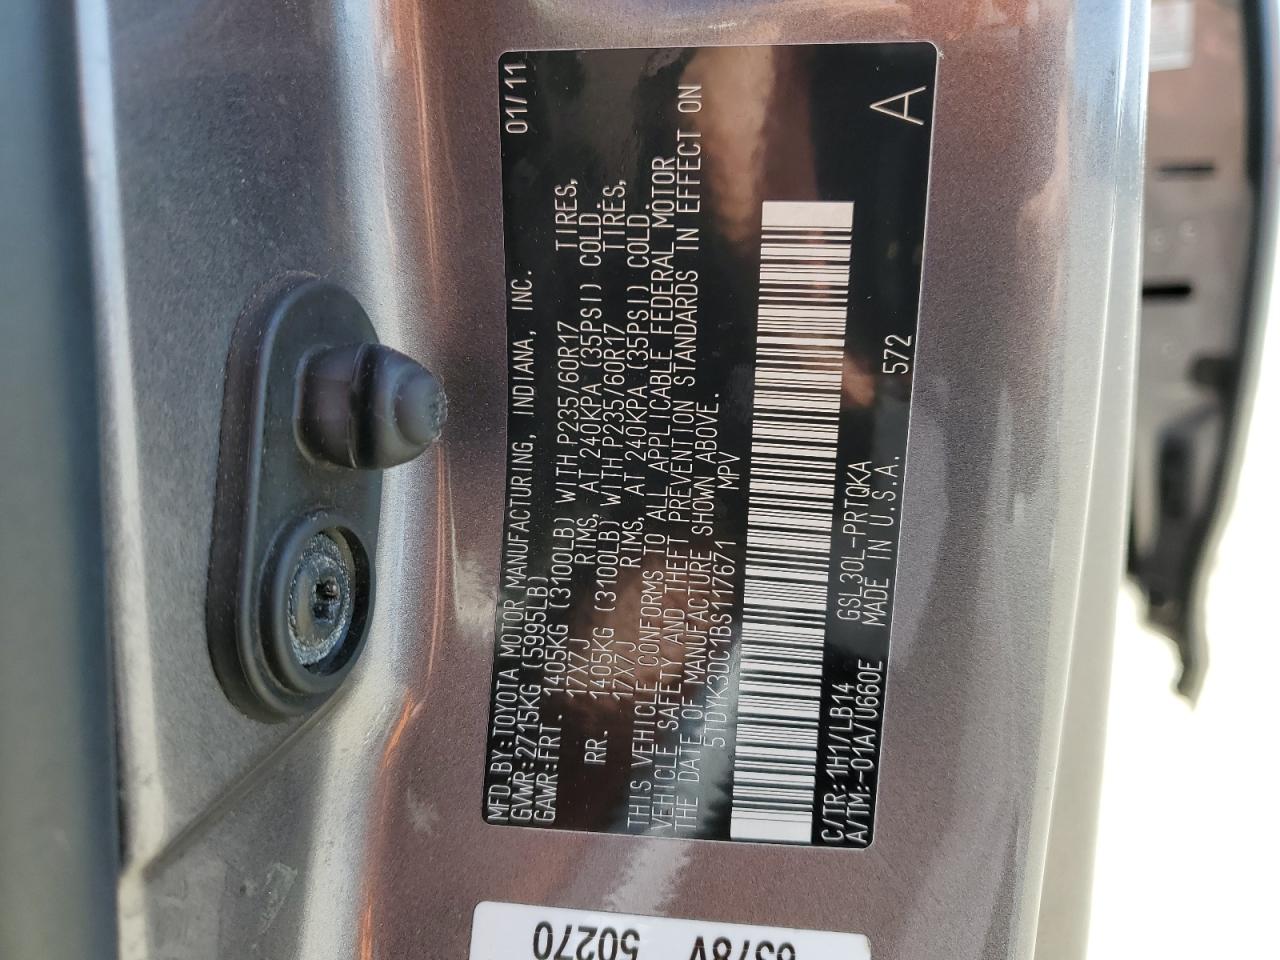 MFD.BY:TOYOTA MOTOR MANUFACTURING, INDIANA, INC. 01/11
GVWR:2715KG (5995LB)
GAWR:FRT. 1405KG (3100LB) WITH P235/60R17 TIRES,
17X7J RIMS, AT 240KPA (35PSI) COLD.
RR. 1405KG (3100LB) WITH P235/60R17 TIRES,
17X7J RIMS, AT 240KPA (35PSI) COLD.
THIS VEHICLE CONFORMS TO ALL APPLICABLE FEDERAL MOTOR
VEHICLE SAFETY AND THEFT PREVENTION STANDARDS IN EFFECT ON
THE DATE OF MANUFACTURE SHOWN ABOVE.
5TDYK3DC1BS117671 MPV
C/TR:1H1/LB14 GSL30L-PRTQKA 572 A
A/TM:-01A/U660E MADE IN U.S.A.
50270